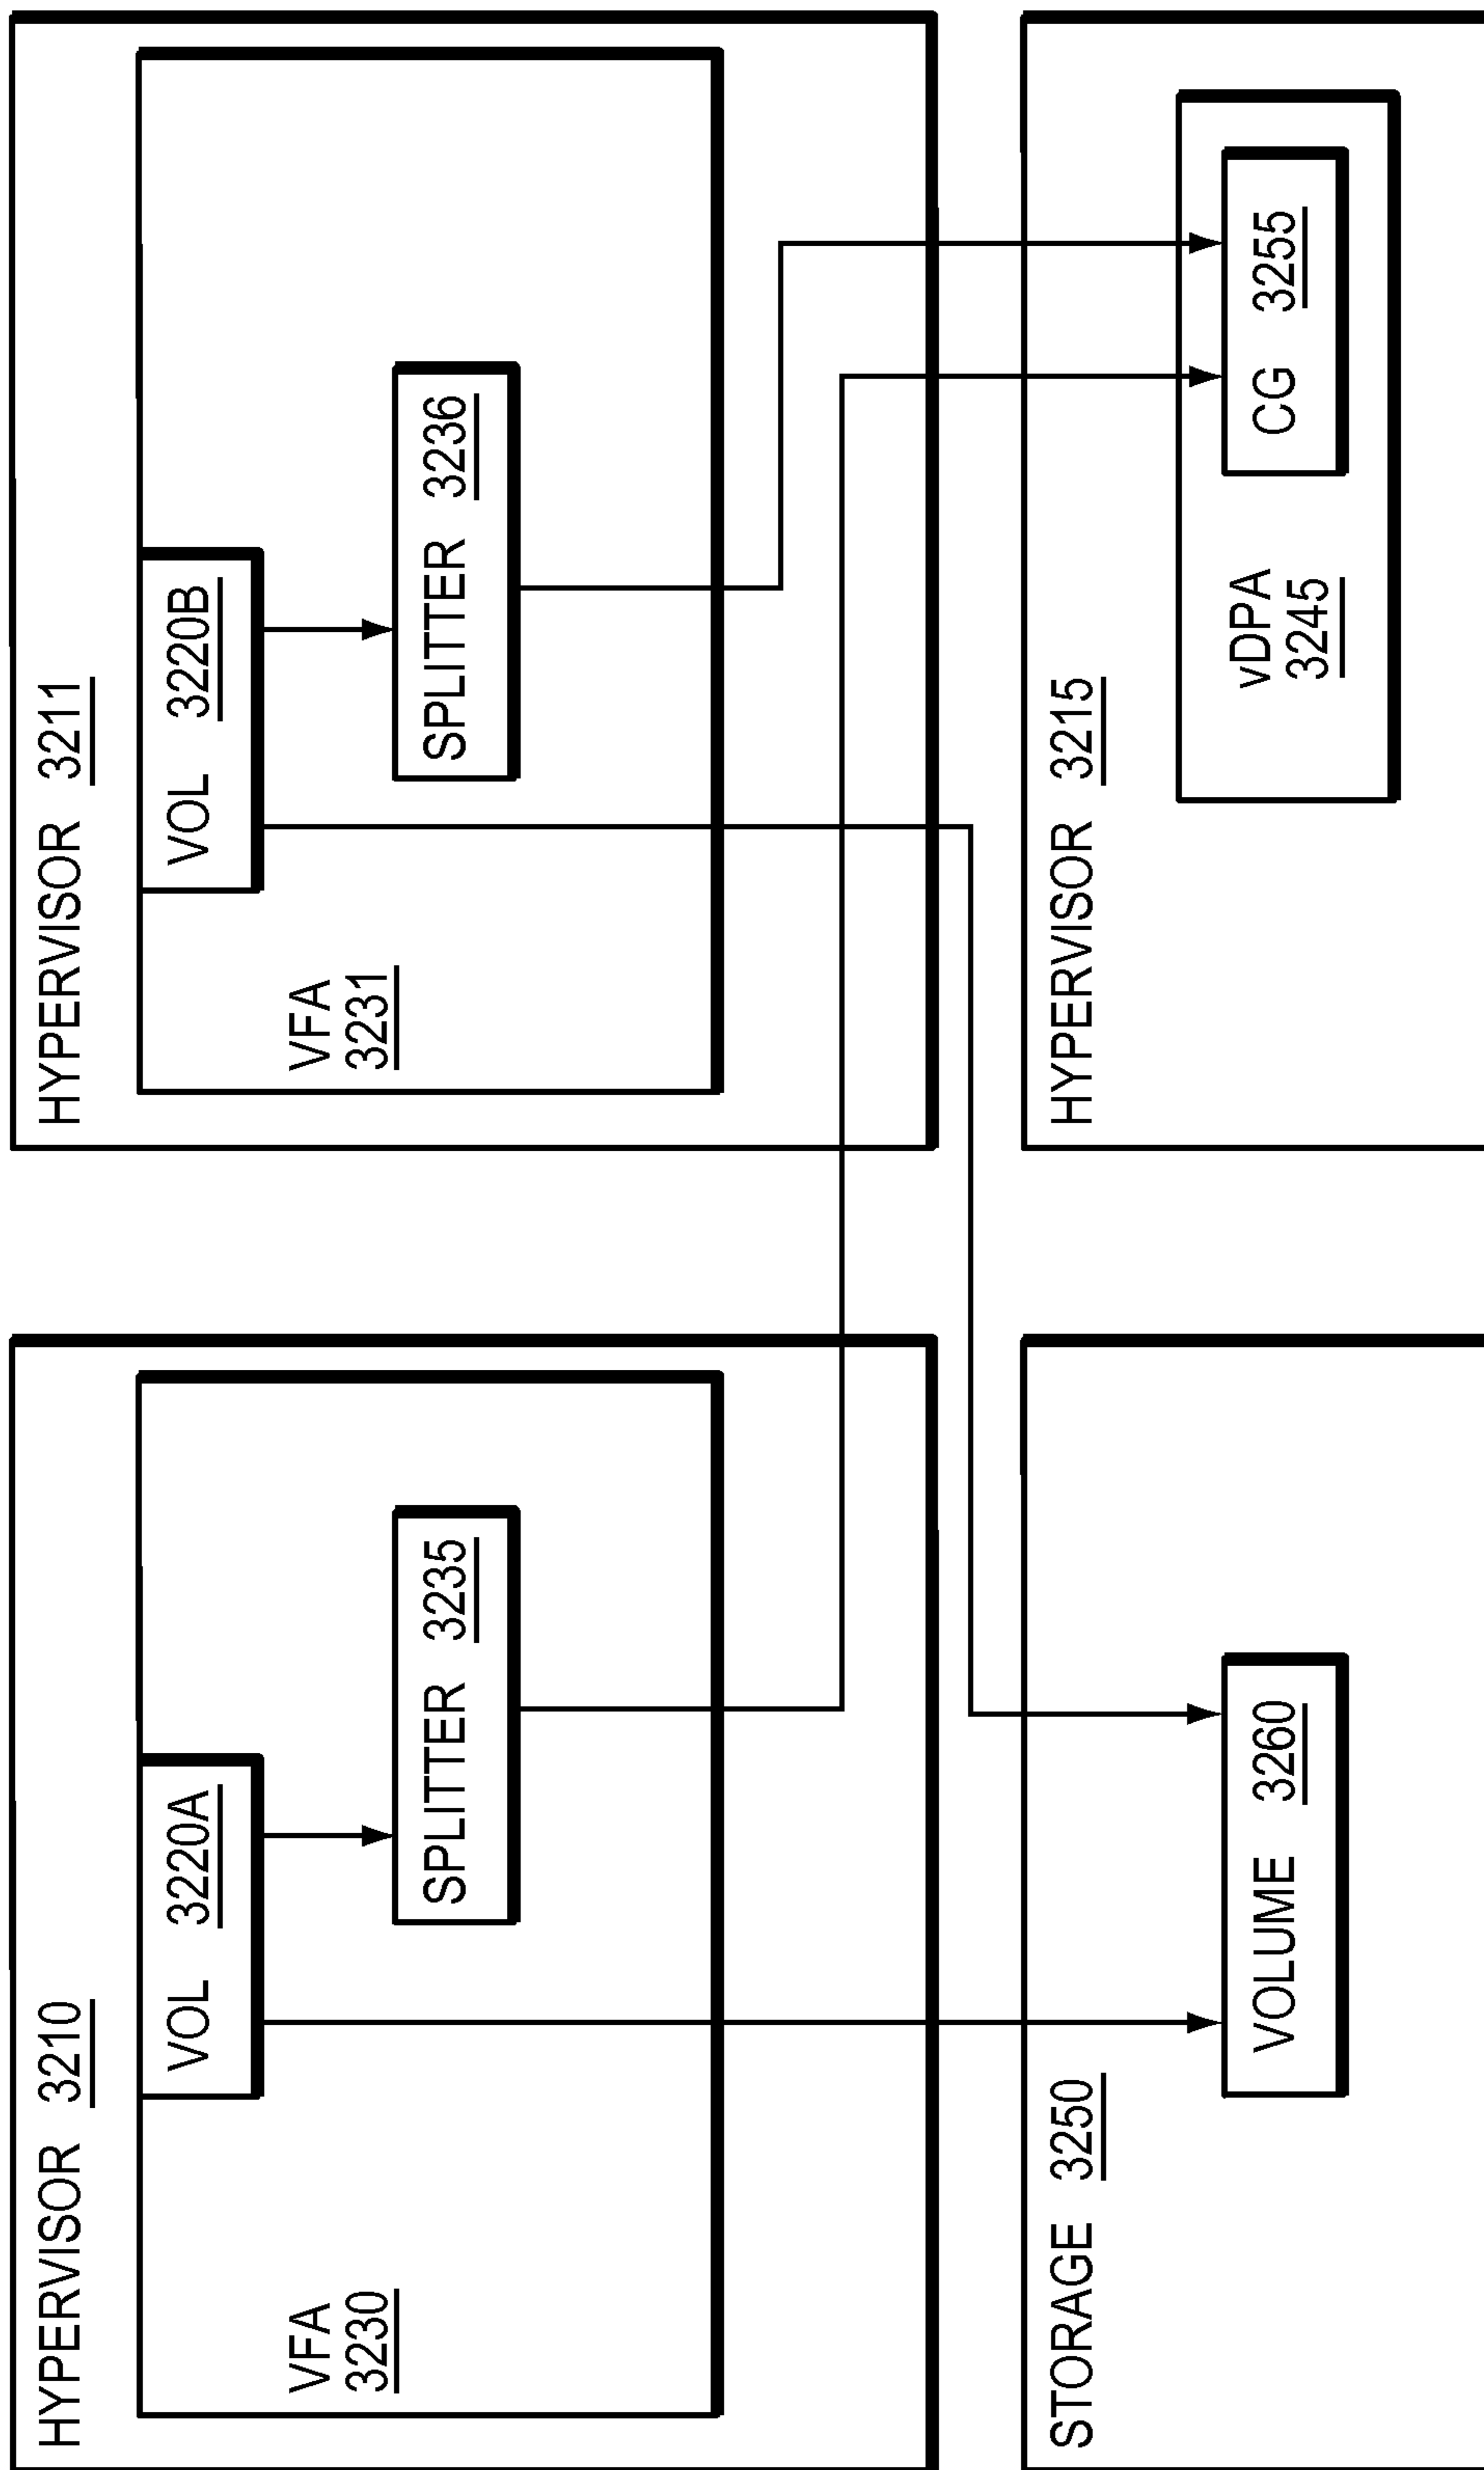 HYPERVISOR 3210
VOL 3220A
VFA
3230
SPLITTER 3235
HYPERVISOR 3211
VOL 3220B
VFA
3231
SPLITTER 3236
STORAGE 3250
VOLUME 3260
HYPERVISOR 3215
vDPA
3245
CG 3255